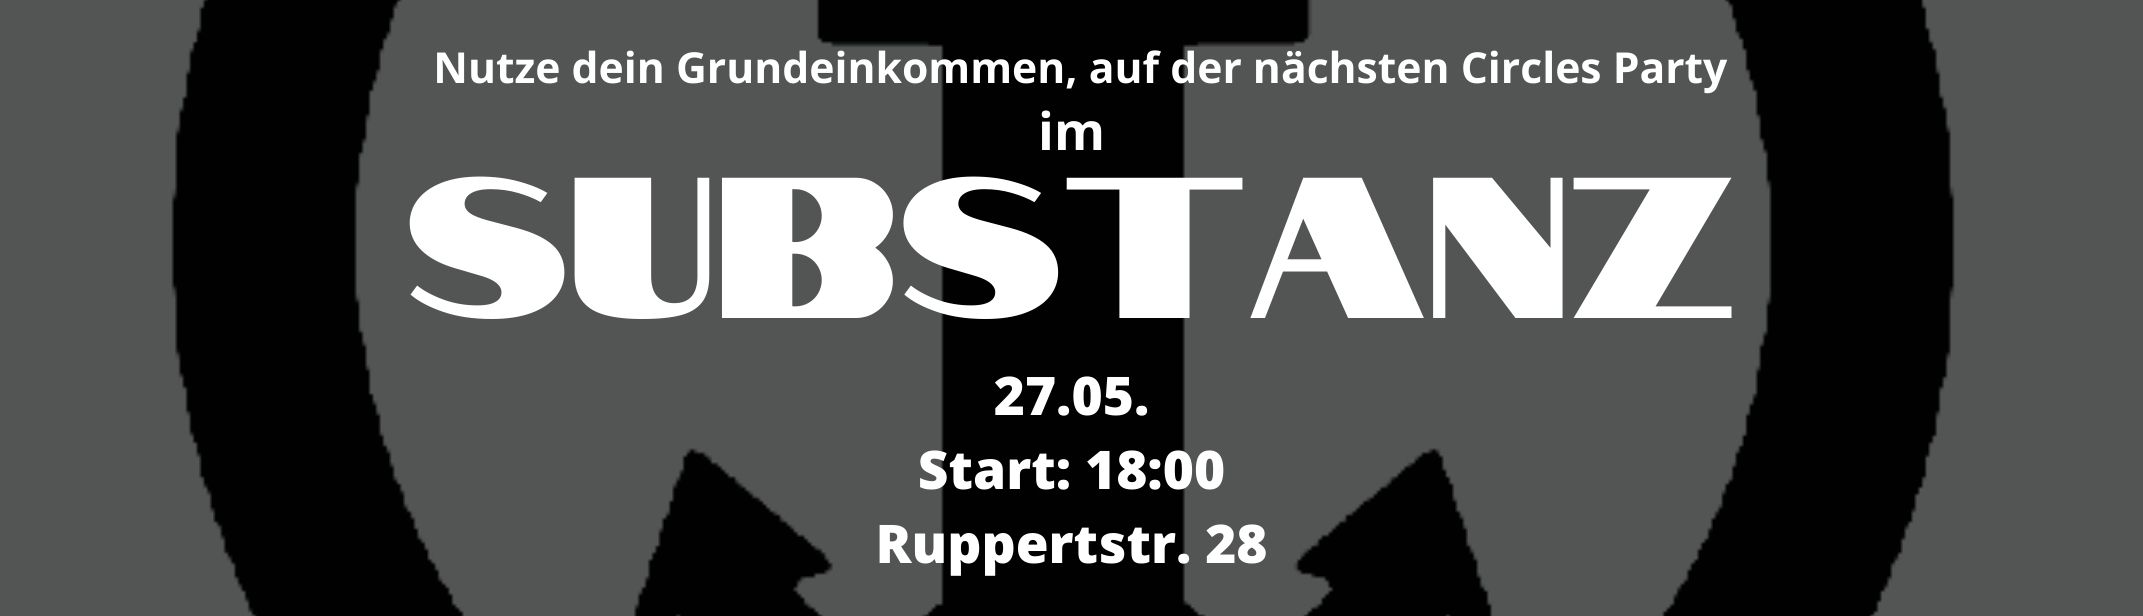 Nutze dein Grundeinkommen, auf der nächsten Circles Party
im
SUBSTANZ
27.05.
Start: 18:00
Ruppertstr. 28